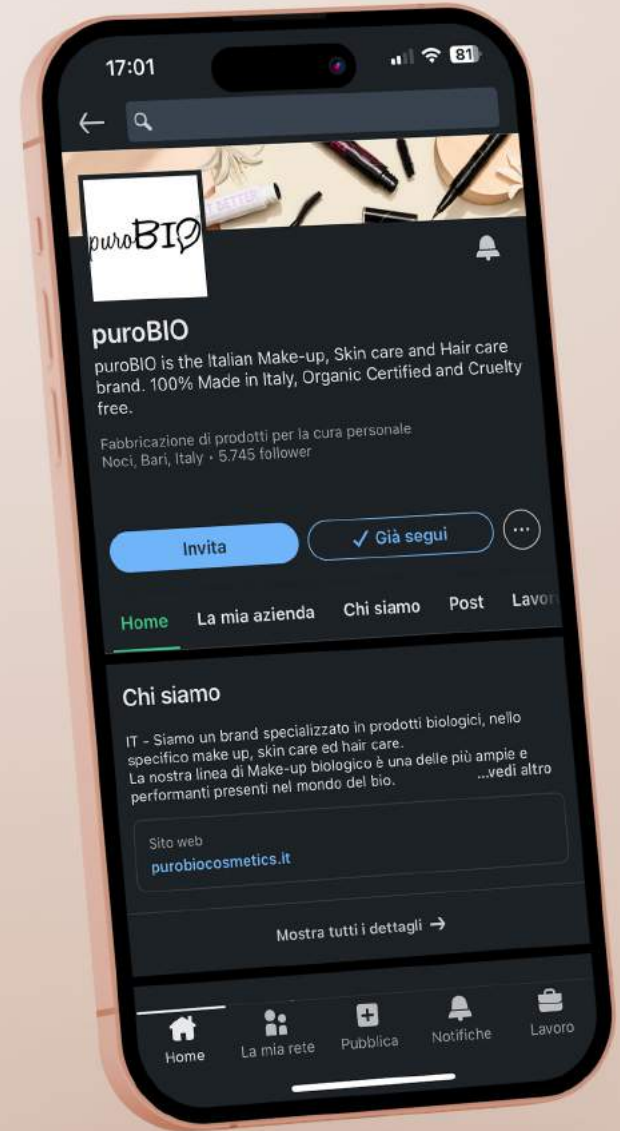 17:01
81
BETTER
puroBIO
puroBIO
puroBIO is the Italian Make-up, Skin care and Hair care
brand. 100% Made in Italy, Organic Certified and Cruelty
free.
Fabbricazione di prodotti per la cura personale
Noci, Bari, Italy • 5.745 follower
Invita
Già segui
Home
La mia azienda
Chi siamo
Post
Lavor
Chi siamo
IT - Siamo un brand specializzato in prodotti biologici, nello
specifico make up, skin care ed hair care.
La nostra linea di Make-up biologico è una delle più ampie e
performanti presenti nel mondo del bio. ...vedi altro
Sito web
purobiocosmetics.it
Mostra tutti i dettagli →
Home
La mia rete
Pubblica
Notifiche
Lavoro